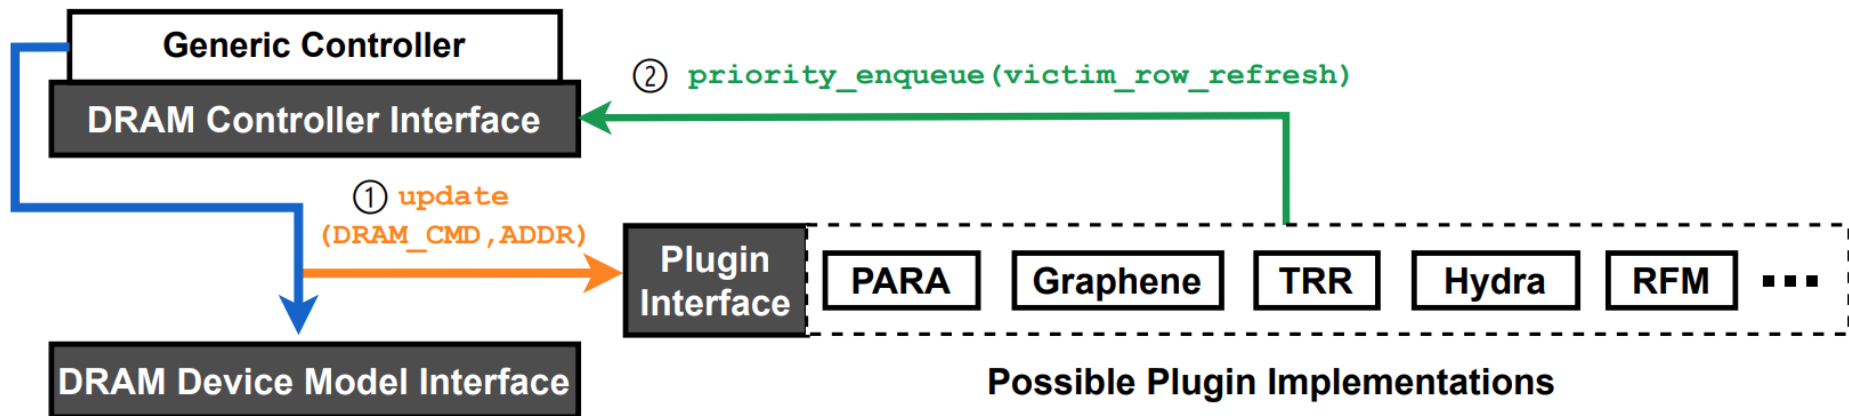 Generic Controller
DRAM Controller Interface
② priority_enqueue(victim_row_refresh)
① update
(DRAM_CMD,ADDR)
Plugin
Interface
PARA
Graphene
TRR
Hydra
RFM
...
DRAM Device Model Interface
Possible Plugin Implementations